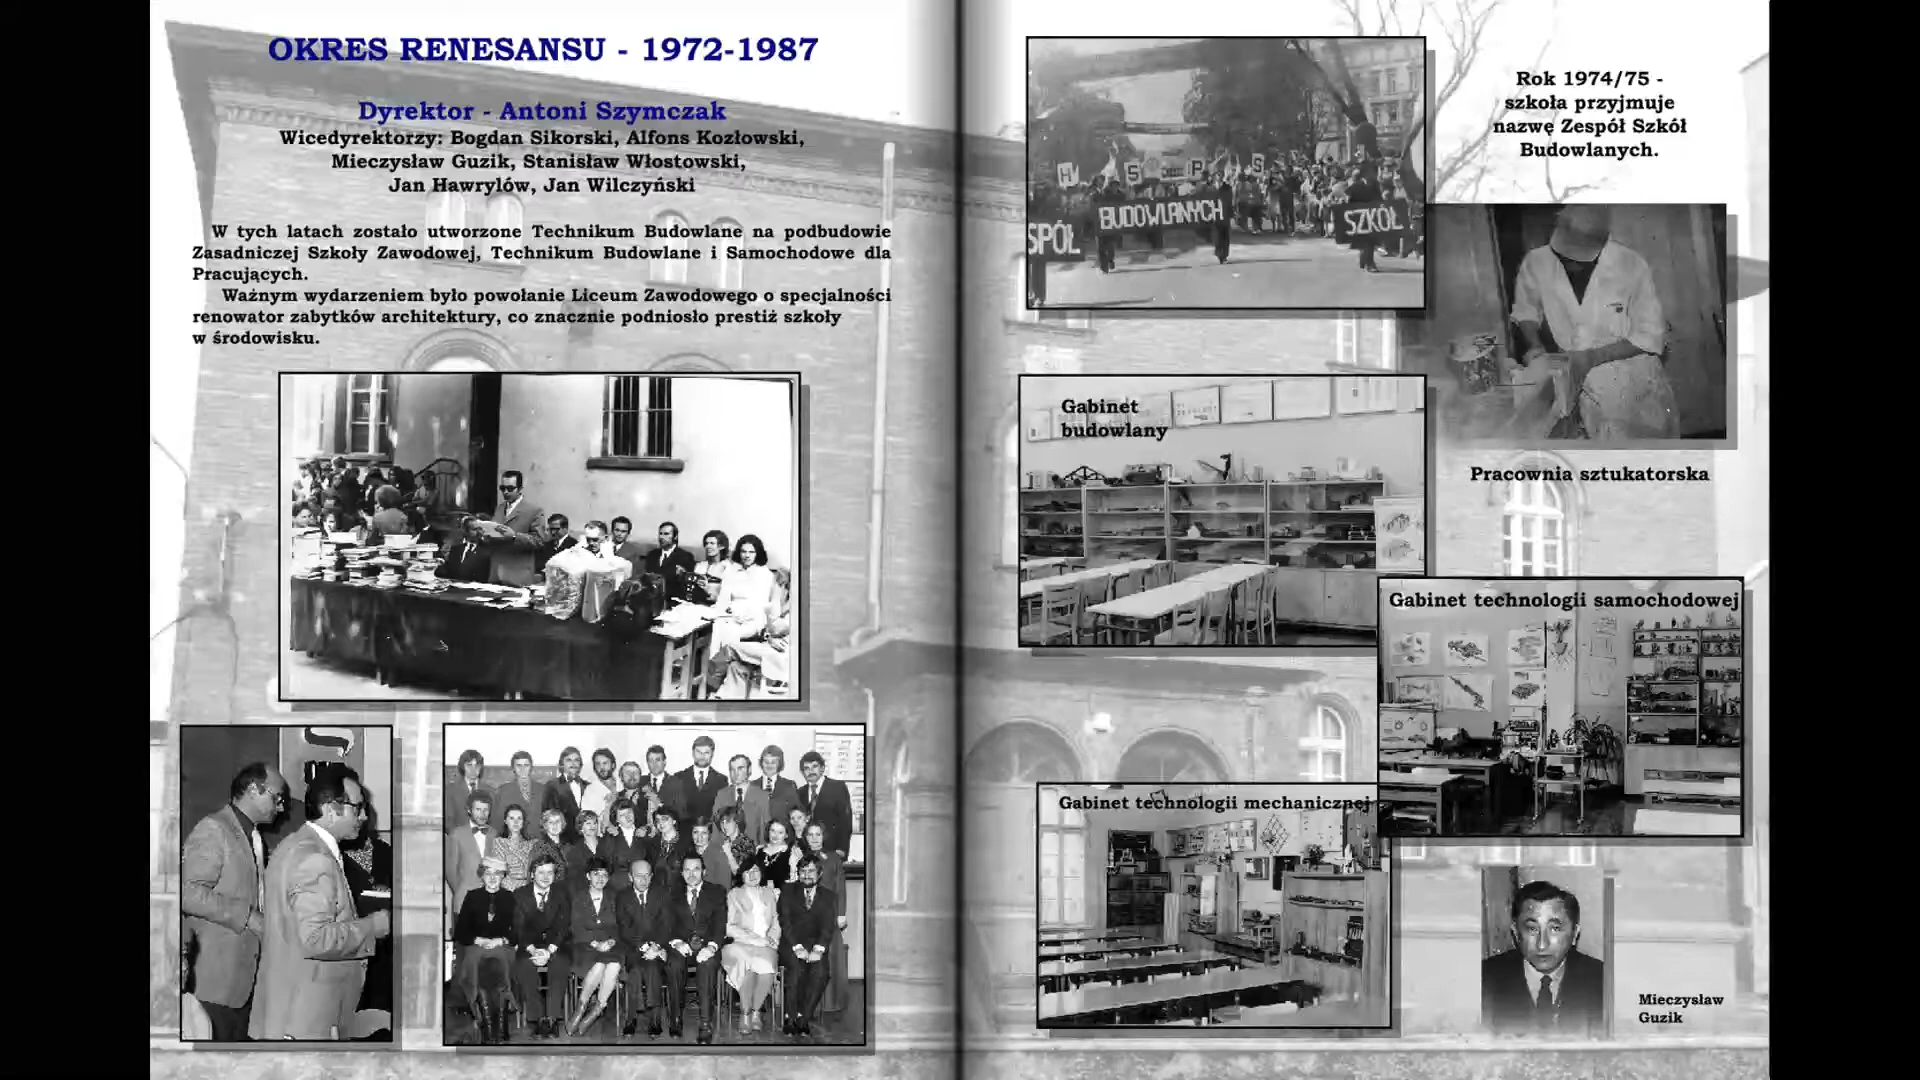 OKRES RENESANSU - 1972-1987
Dyrektor - Antoni Szymczak
Wicedyrektorzy: Bogdan Sikorski, Alfons Kozłowski,
Mieczysław Guzik, Stanisław Włostowski,
Jan Hawrylów, Jan Wilczyński
W tych latach zostało utworzone Technikum Budowlane na podbudowie
Zasadniczej Szkoły Zawodowej, Technikum Budowlane i Samochodowe dla
Pracujących.
Ważnym wydarzeniem było powołanie Liceum Zawodowego o specjalności
renowator zabytków architektury, co znacznie podniosło prestiż szkoły
w środowisku.
H S P S
SPÓŁ BUDOWLANYCH SZKÓŁ
Rok 1974/75 -
szkoła przyjmuje
nazwę Zespół Szkół
Budowlanych.
Pracownia sztukatorska
Gabinet
budowlany
Gabinet technologii samochodowej
Gabinet technologii mechanicznej
Mieczysław
Guzik